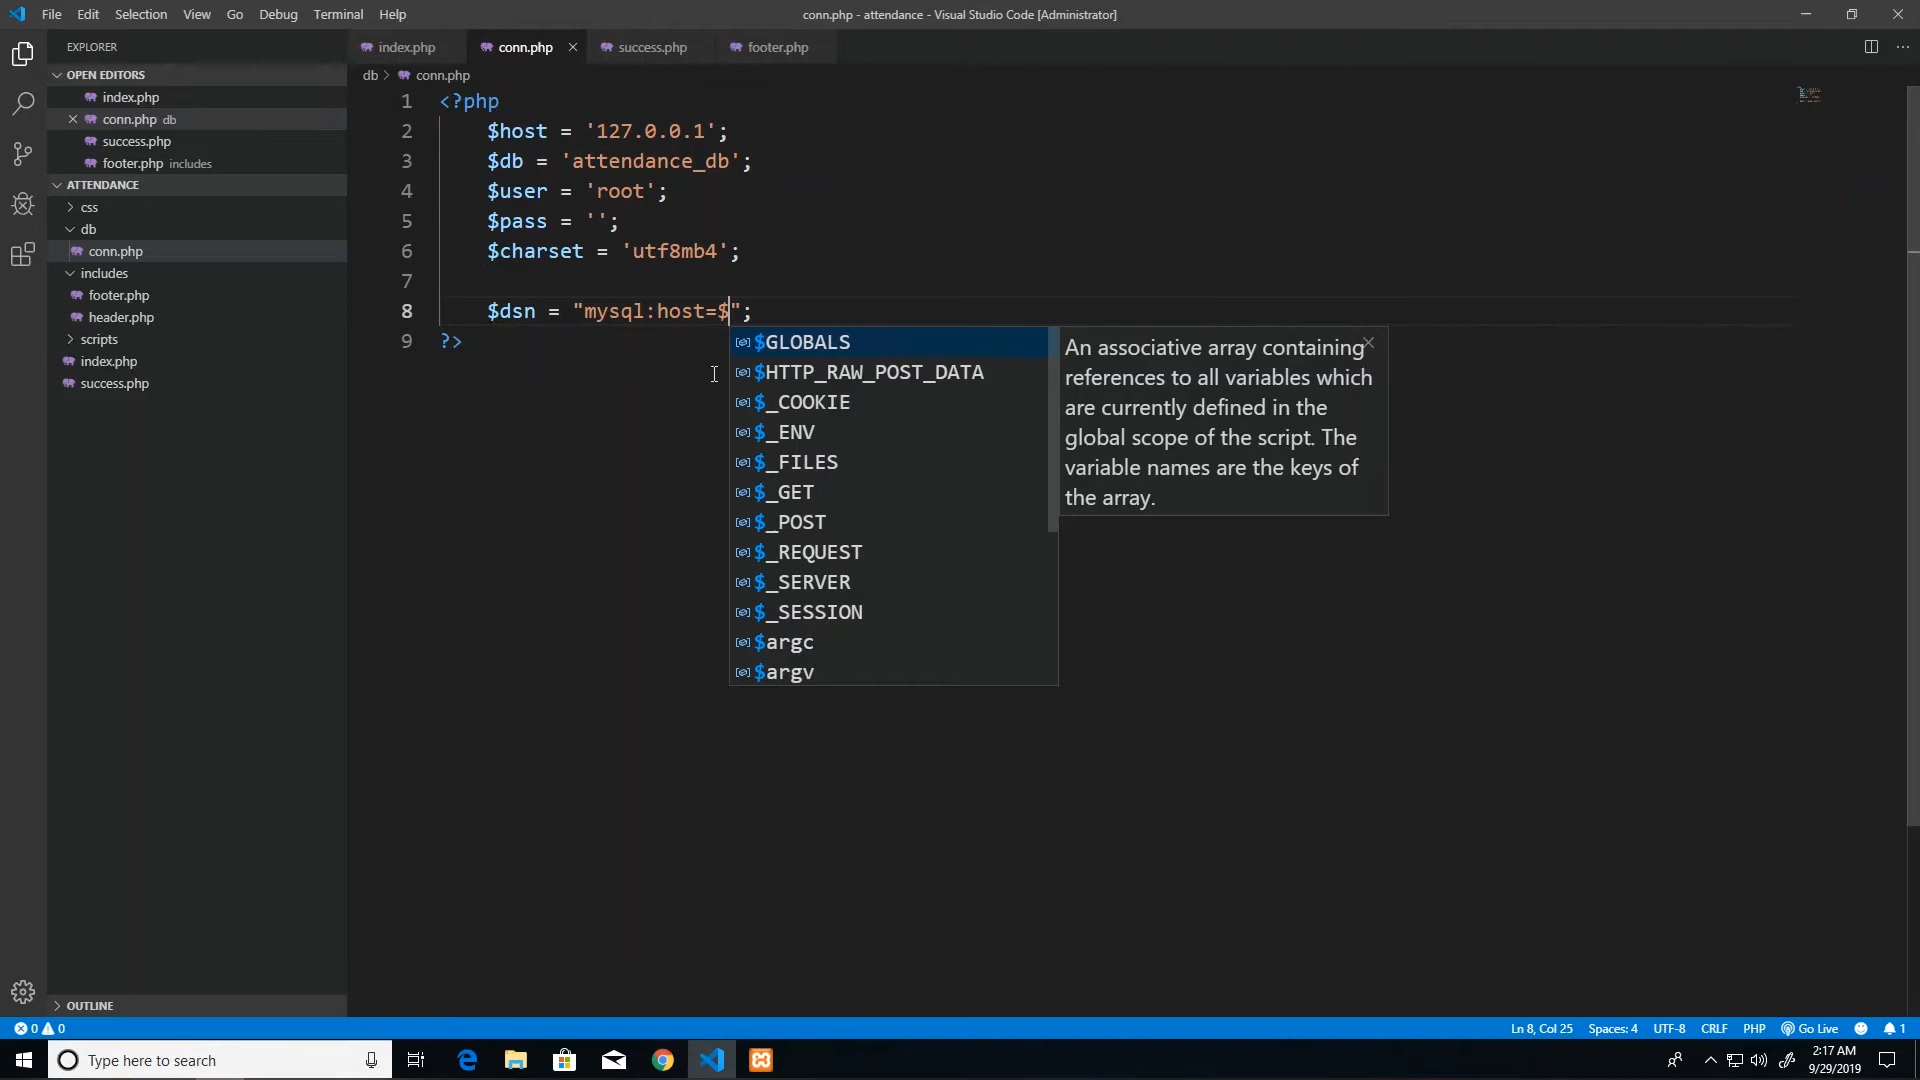 File Edit Selection View Go Debug Terminal Help
conn.php - attendance - Visual Studio Code [Administrator]
EXPLORER
index.php
conn.php
success.php
footer.php
OPEN EDITORS
index.php
conn.php db
success.php
footer.php includes
ATTENDANCE
css
db
conn.php
includes
footer.php
header.php
scripts
index.php
success.php
OUTLINE
db > conn.php
1 <?php
2 $host = '127.0.0.1';
3 $db = 'attendance_db';
4 $user = 'root';
5 $pass = '';
6 $charset = 'utf8mb4';
7
8 $dsn = "mysql:host=$";
9 ?>
$GLOBALS
$HTTP_RAW_POST_DATA
$_COOKIE
$_ENV
$_FILES
$_GET
$_POST
$_REQUEST
$_SERVER
$_SESSION
$argc
$argv
An associative array containing
references to all variables which
are currently defined in the
global scope of the script. The
variable names are the keys of
the array.
0 0
Ln 8, Col 25 Spaces: 4 UTF-8 CRLF PHP Go Live 1
Type here to search
2:17 AM
9/29/2019